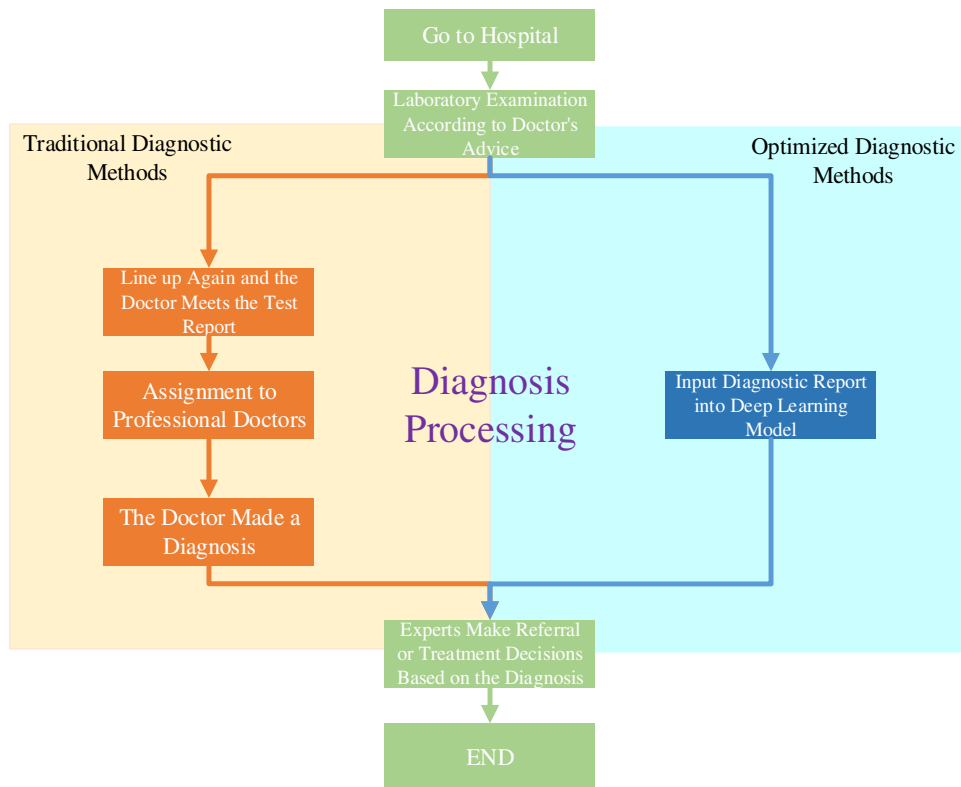 Go to Hospital
Laboratory Examination
According to Doctor's
Advice
Traditional Diagnostic
Methods
Optimized Diagnostic
Methods
Line up Again and the
Doctor Meets the Test
Report
Assignment to
Professional Doctors
The Doctor Made a
Diagnosis
Diagnosis
Processing
Input Diagnostic Report
into Deep Learning
Model
Experts Make Referral
or Treatment Decisions
Based on the Diagnosis
END